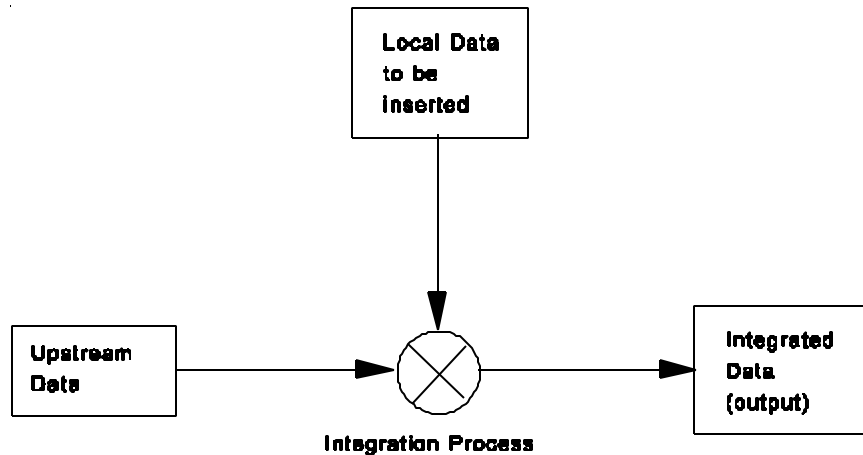 Local Data
to be
inserted
Upstream
Data
Integrated
Data
(output)
Integration Process